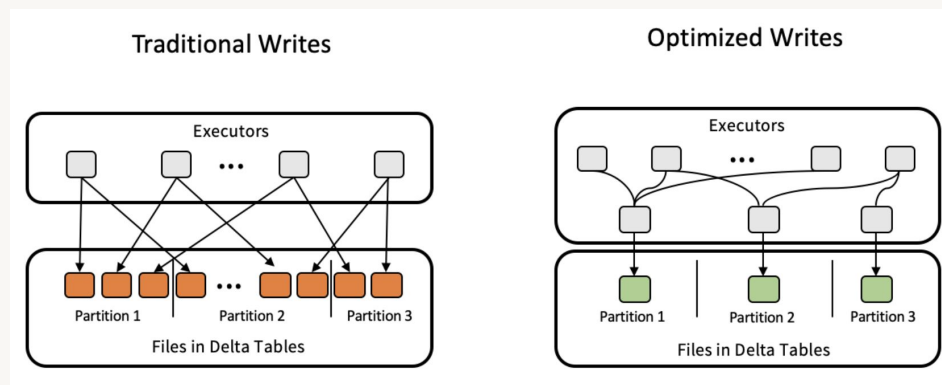 Traditional Writes
Executors
...
...
Partition 1
Partition 2
Partition 3
Files in Delta Tables
Optimized Writes
Executors
...
Partition 1
Partition 2
Partition 3
Files in Delta Tables